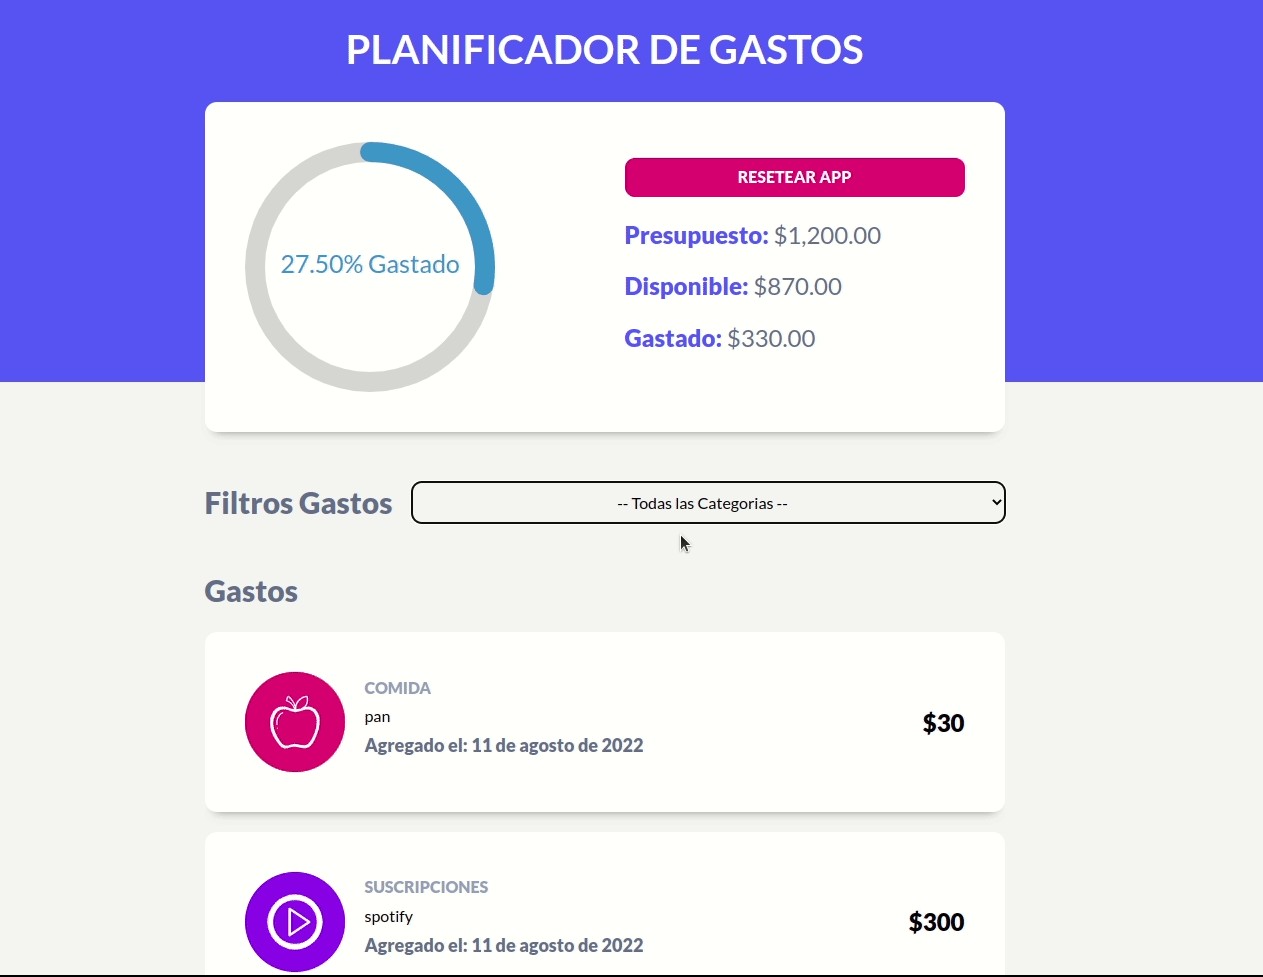 PLANIFICADOR DE GASTOS
27.50% Gastado
RESETEAR APP
Presupuesto: $1,200.00
Disponible: $870.00
Gastado: $330.00
Filtros Gastos
-- Todas las Categorias --
Gastos
COMIDA
pan
Agregado el: 11 de agosto de 2022
$30
SUSCRIPCIONES
spotify
Agregado el: 11 de agosto de 2022
$300